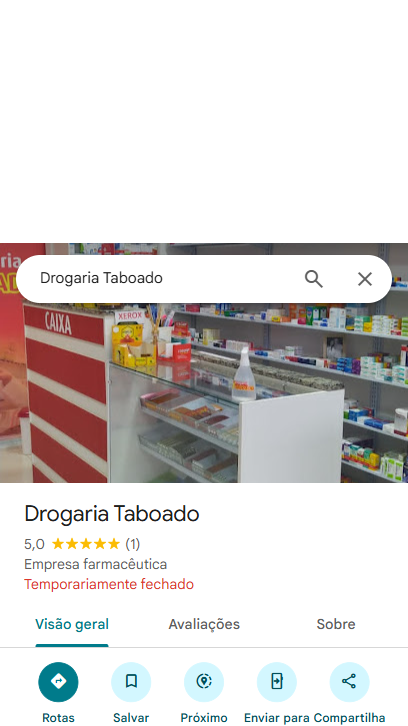 Drogaria Taboado
CAIXA
XEROX
Drogaria Taboado
5,0 ★★★★★ (1)
Empresa farmacêutica
Temporariamente fechado
Visão geral Avaliações Sobre
Rotas Salvar Próximo Enviar para Compartilha